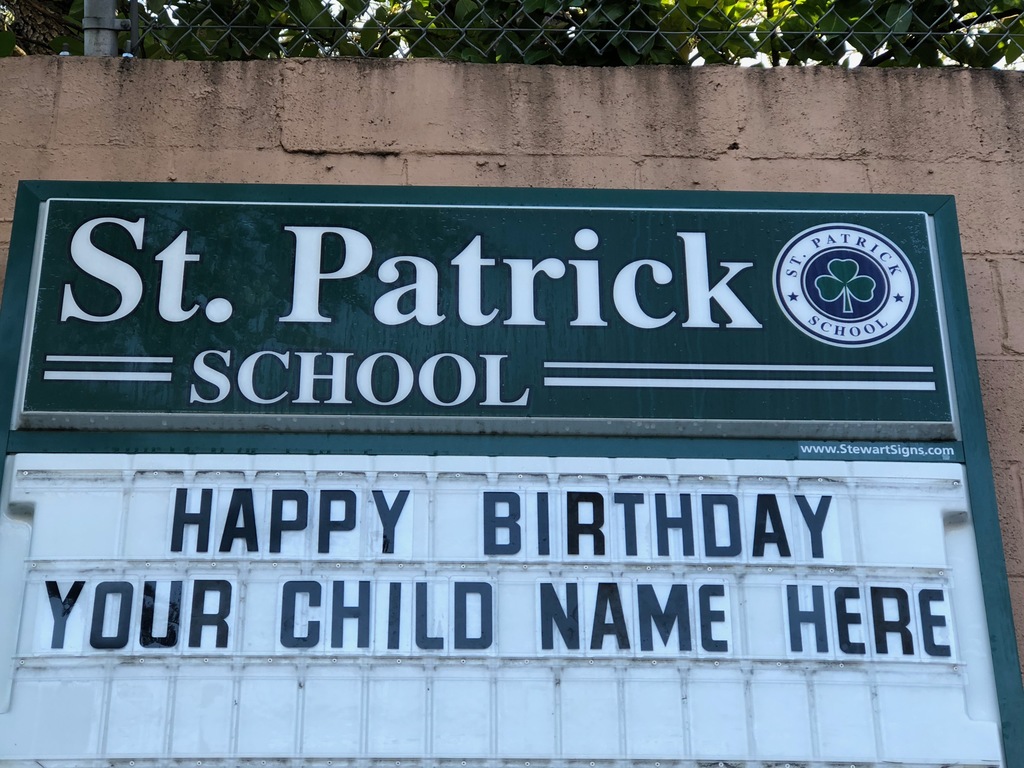 St. Patrick
SCHOOL
ST. PATRICK
SCHOOL
www.StewartSigns.com
HAPPY BIRTHDAY
YOUR CHILD NAME HERE